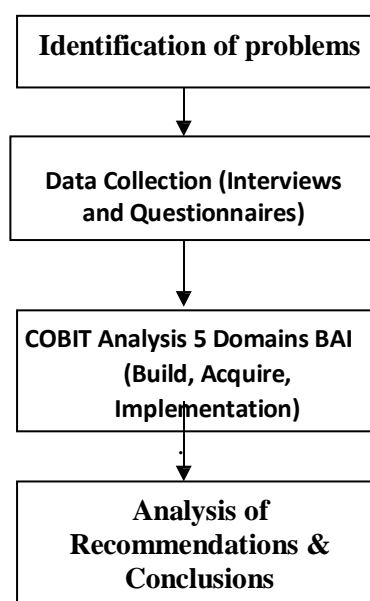 Identification of problems
Data Collection (Interviews
and Questionnaires)
COBIT Analysis 5 Domains BAI
(Build, Acquire,
Implementation)
.
Analysis of
Recommendations &
Conclusions